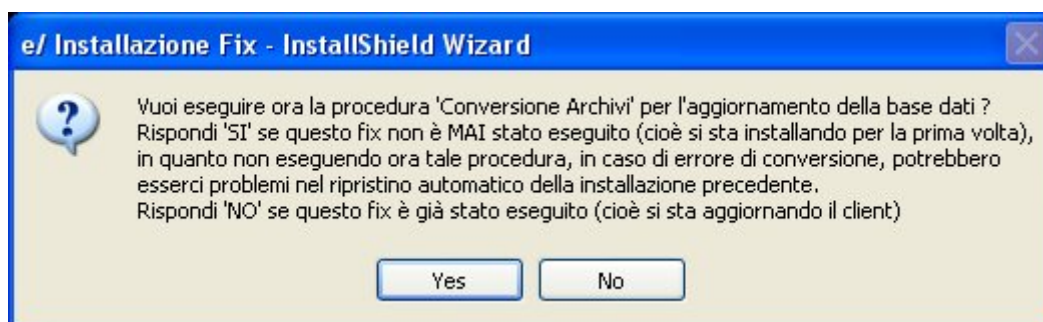 e/ Installazione Fix - InstallShield Wizard
Vuoi eseguire ora la procedura 'Conversione Archivi' per l'aggiornamento della base dati ?
Rispondi 'SI' se questo fix non è MAI stato eseguito (cioè si sta installando per la prima volta),
in quanto non eseguendo ora tale procedura, in caso di errore di conversione, potrebbero
esserci problemi nel ripristino automatico della installazione precedente.
Rispondi 'NO' se questo fix è già stato eseguito (cioè si sta aggiornando il client)
Yes No